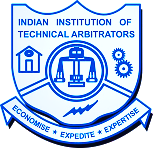 INDIAN INSTITUTION OF
TECHNICAL ARBITRATORS
ECONOMISE ★ EXPEDITE ★ EXPERTISE